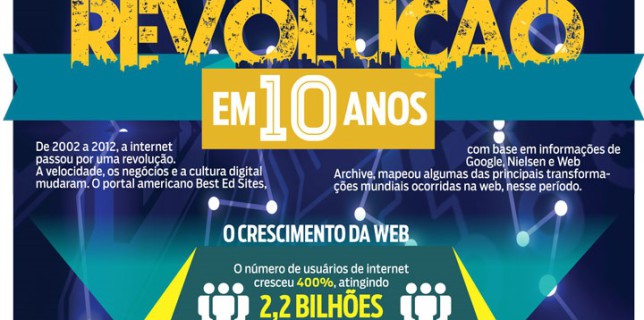 REVOLUÇÃO
EM 10 ANOS
De 2002 a 2012, a internet
passou por uma revolução.
A velocidade, os negócios e a cultura digital
mudaram. O portal americano Best Ed Sites,
com base em informações de
Google, Nielsen e Web
Archive, mapeou algumas das principais transforma-
ções mundiais ocorridas na web, nesse período.
O CRESCIMENTO DA WEB
O número de usuários de internet
cresceu 400%, atingindo
2,2 BILHÕES